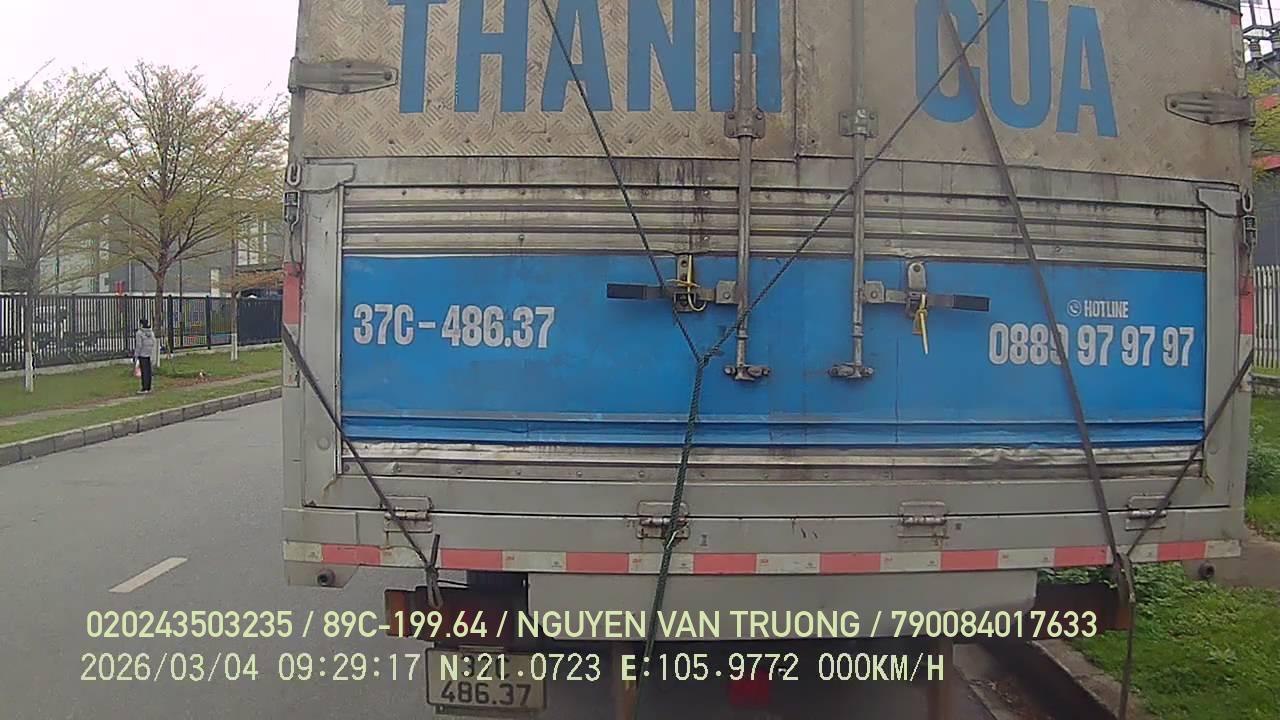 THANH CUA
37C-486.37
HOTLINE
0889 97 97 97
020243503235 / 89C-199.64 / NGUYEN VAN TRUONG / 790084017633
2026/03/04 09:29:17 N:21.0723 E:105.9772 000KM/H
37C
486.37